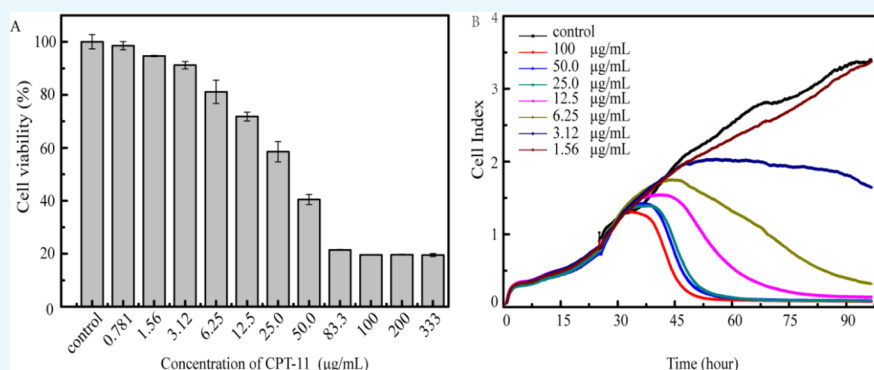 A
Cell viability (%)
100
80
60
40
20
0
control
0.781
1.56
3.12
6.25
12.5
25.0
50.0
83.3
100
200
333
Concentration of CPT-11 (μg/mL)
B
Cell Index
4
3
2
1
0
control
100 μg/mL
50.0 μg/mL
25.0 μg/mL
12.5 μg/mL
6.25 μg/mL
3.12 μg/mL
1.56 μg/mL
0
15
30
45
60
75
90
Time (hour)